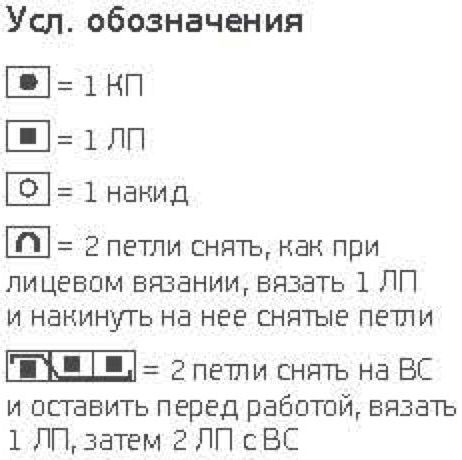 Усл. обозначения
= 1 КП
= 1 ЛП
= 1 накид
= 2 петли снять, как при
лицевом вязании, вязать 1 ЛП
и накинуть на нее снятые петли
= 2 петли снять на ВС
и оставить перед работой, вязать
1 ЛП, затем 2 ЛП с ВС